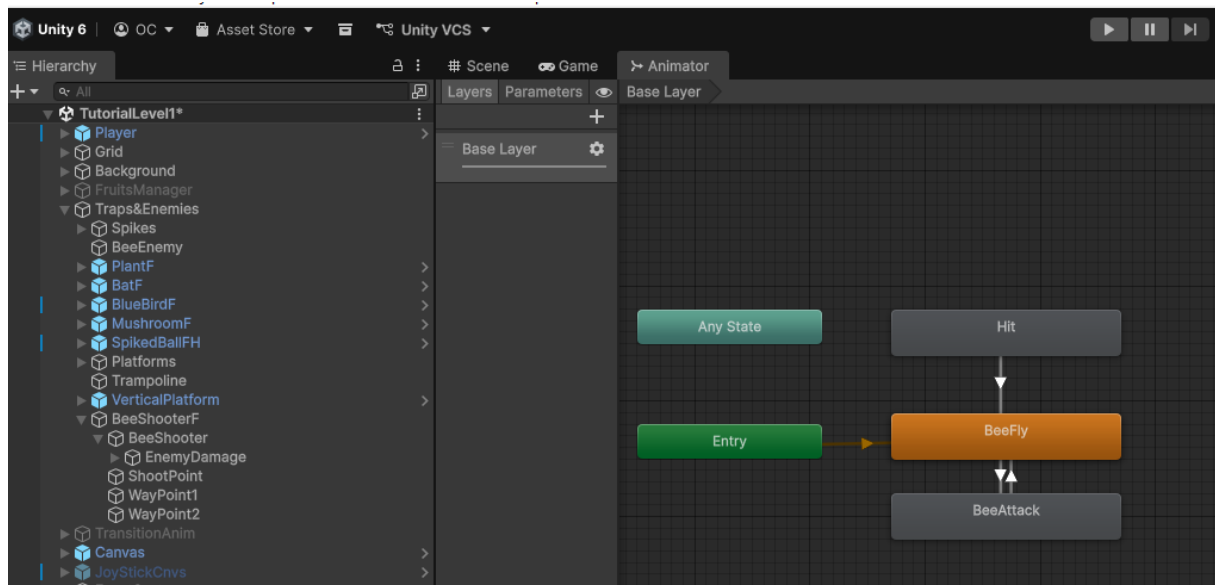 Unity 6 OC Asset Store Unity VCS
Hierarchy
# Scene Game Animator
All
Layers Parameters Base Layer
TutorialLevel1*
Player
Grid
Base Layer
Background
FruitsManager
Traps&Enemies
Spikes
BeeEnemy
PlantF
BatF
BlueBirdF
MushroomF
Any State Hit
SpikedBallFH
Platforms
Trampoline
VerticalPlatform
BeeShooterF
BeeFly
BeeShooter
Entry
EnemyDamage
ShootPoint
WayPoint1
WayPoint2
BeeAttack
TransitionAnim
Canvas
JoyStickCnvs